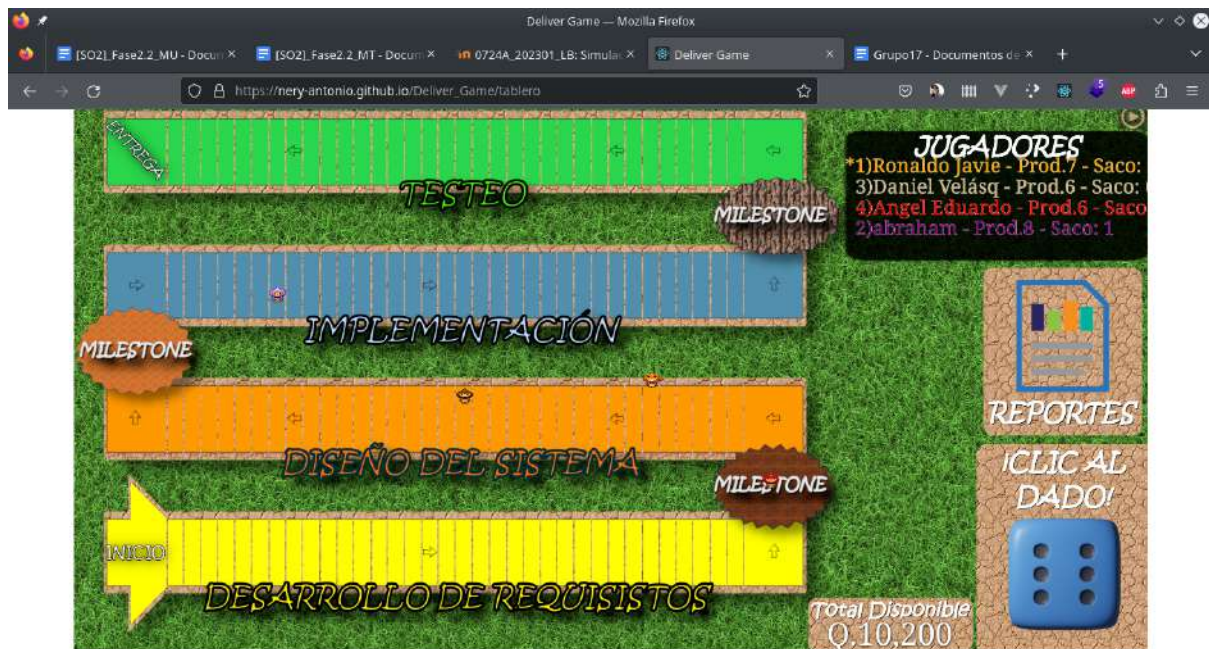 Deliver Game — Mozilla Firefox
[SO2]_Fase2.2_MU - Docum
[SO2]_Fase2.2_MT - Docum
0724A_202301_LB: Simulac
Deliver Game
Grupo17 - Documentos de
https://nery-antonio.github.io/Deliver_Game/tablero
5
ABP
ENTREGA
TESTEO
MILESTONE
JUGADORES
*1)Ronaldo Javie - Prod.7 - Saco:
3)Daniel Velásq - Prod.6 - Saco:
4)Angel Eduardo - Prod.6 - Saco
2)abraham - Prod.8 - Saco: 1
IMPLEMENTACIÓN
MILESTONE
REPORTES
DISEÑO DEL SISTEMA
MILESTONE
¡CLIC AL
DADO!
INICIO
DESARROLLO DE REQUISISTOS
Total Disponible
Q.10,200